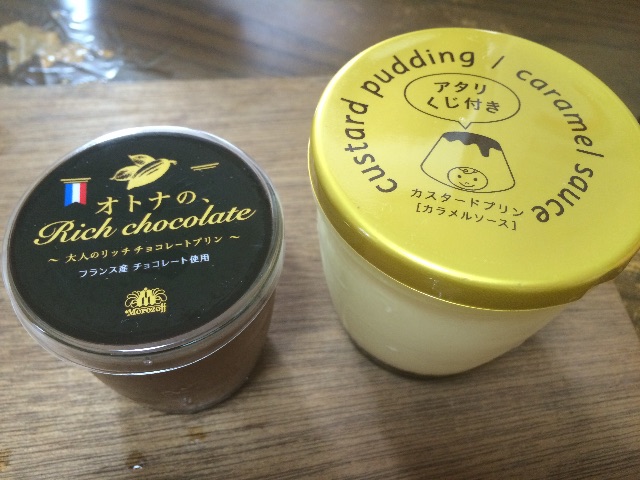 オトナの、
Rich chocolate
～ 大人のリッチチョコレートプリン ～
フランス産 チョコレート使用
Morozoff
custard pudding / caramel sauce
アタリ
くじ付き
カスタードプリン
[カラメルソース]